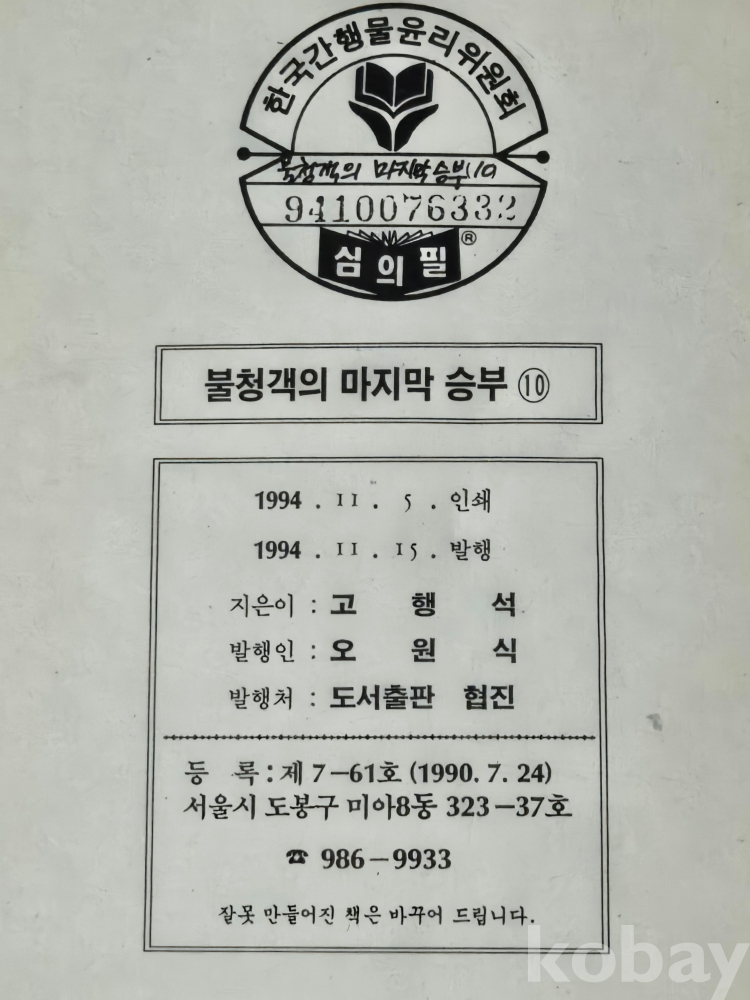 한국간행물윤리위원회
불청객의 마지막승부 10
9410076332
심의필 ®
불청객의 마지막 승부 ⑩
1994 . 11 . 5 . 인쇄
1994 . 11 . 15 . 발행
지은이 : 고 행 석
발행인 : 오 원 식
발행처 : 도서출판 협진
등 록 : 제 7-61호 (1990. 7. 24)
서울시 도봉구 미아8동 323-37호
☎ 986-9933
잘못 만들어진 책은 바꾸어 드립니다.
kobay